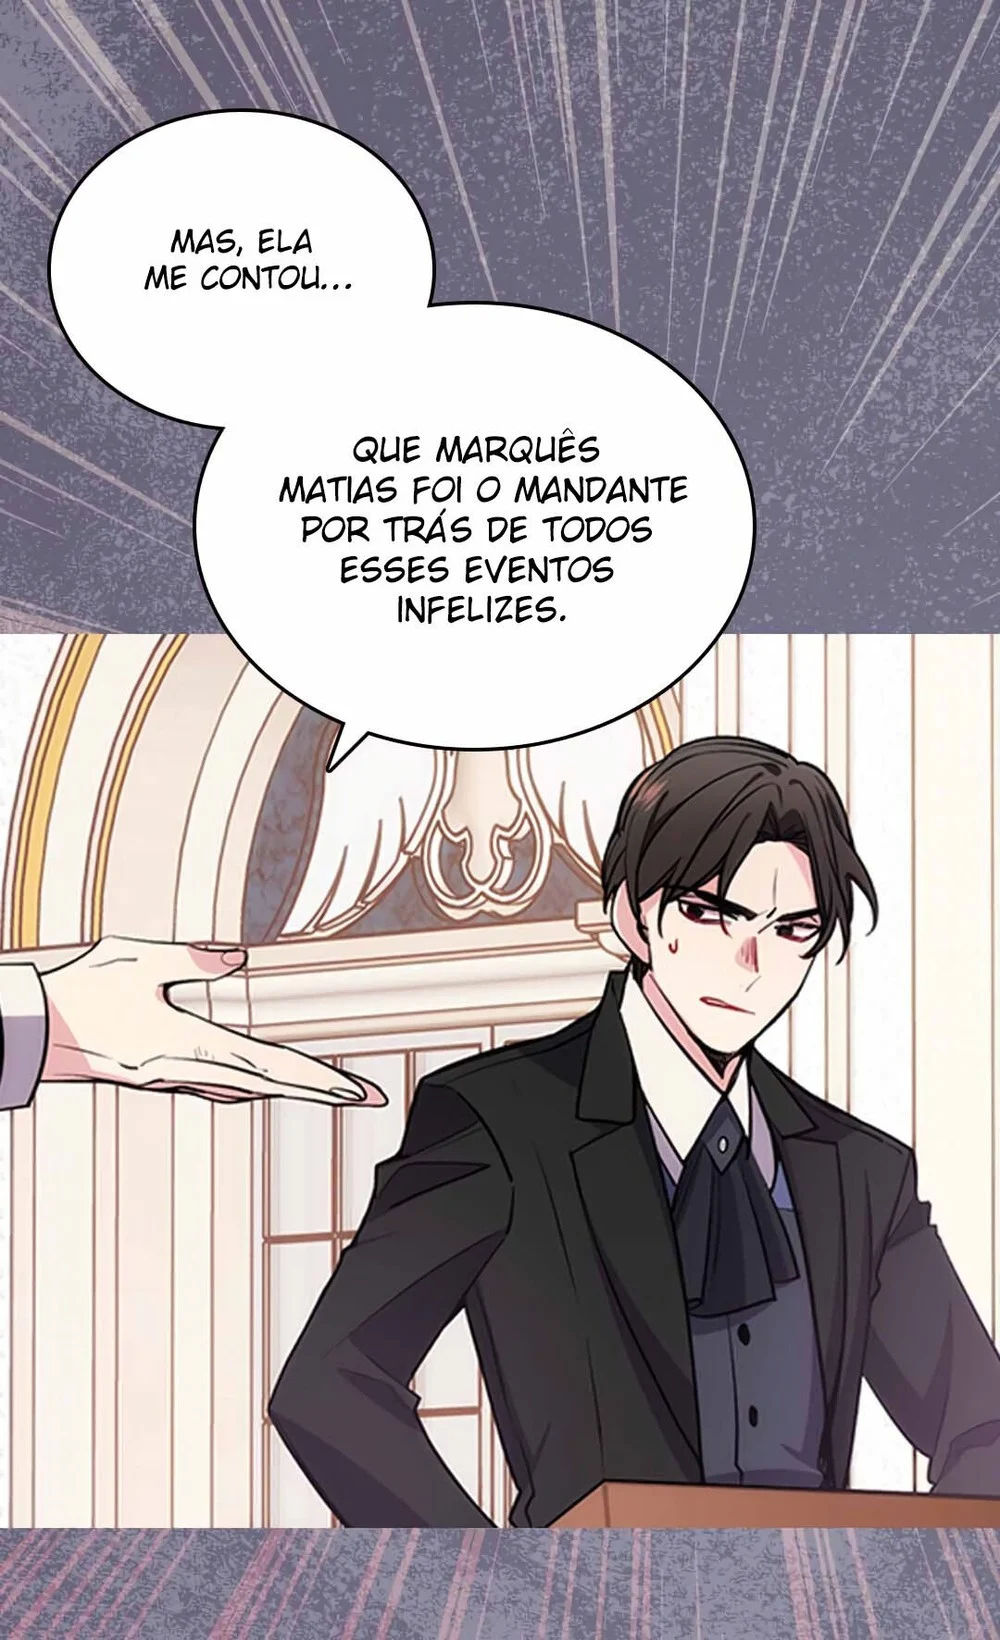 MAS, ELA
ME CONTOU...
QUE MARQUÊS
MATIAS FOI O MANDANTE
POR TRÁS DE TODOS
ESSES EVENTOS
INFELIZES.